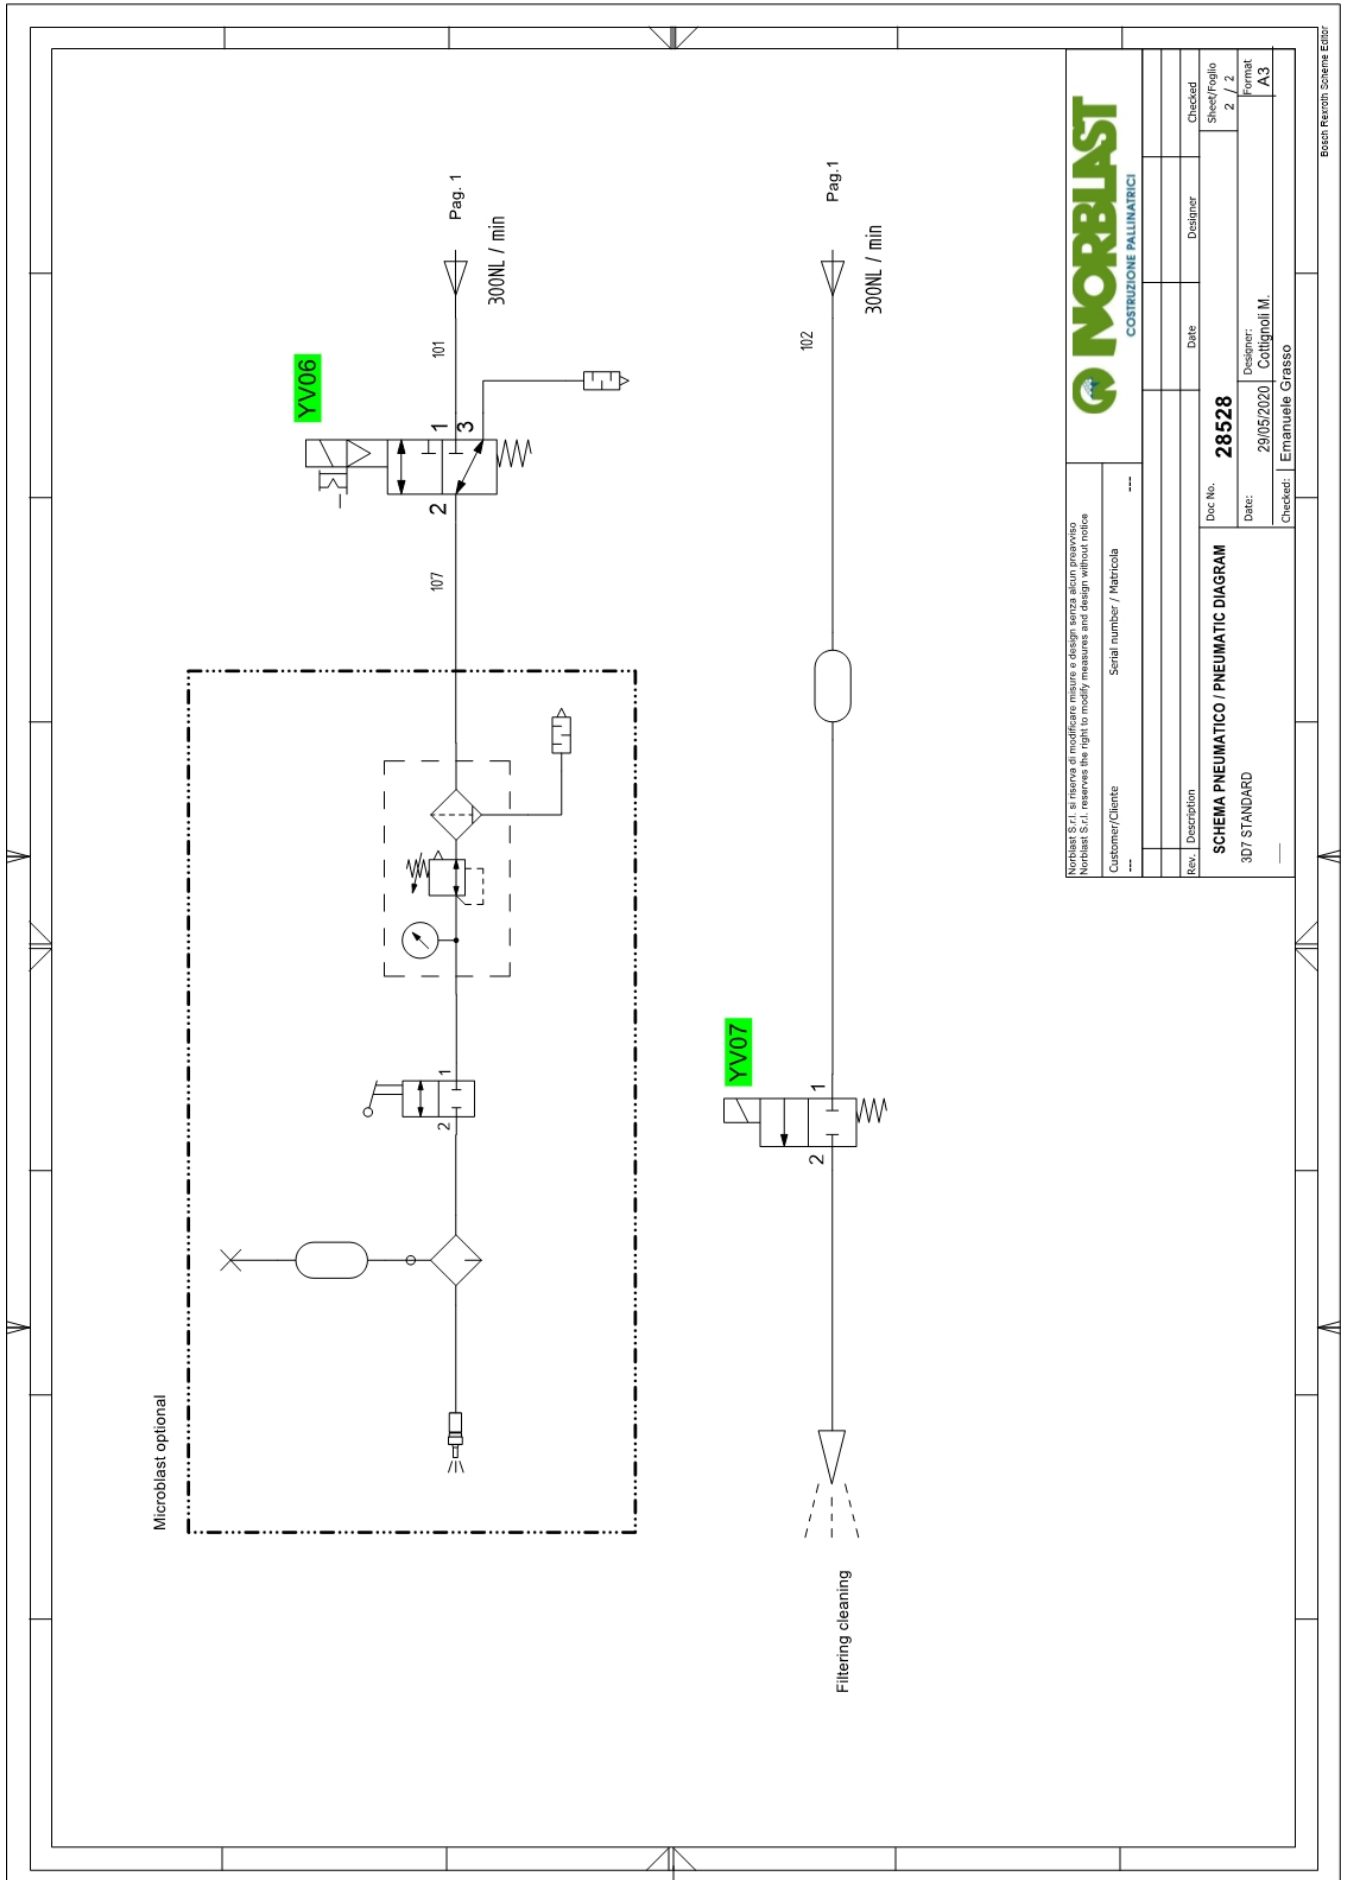 Microblast optional
YV06
2
1
3
101
107
Pag. 1
300NL / min
2
1
YV07
2
1
102
Pag.1
300NL / min
Filtering cleaning
Norblast S.r.l. si riserva di modificare misure e design senza alcun preavviso
Norblast S.r.l. reserves the right to modify measures and design without notice
Customer/Cliente
---
Serial number / Matricola
---
NORBLAST
COSTRUZIONE PALLINATRICI
Rev.
Description
Date
Designer
Checked
SCHEMA PNEUMATICO / PNEUMATIC DIAGRAM
3D7 STANDARD
Doc No.
28528
Sheet/Foglio
2 / 2
Date:
29/05/2020
Designer:
Cottignoli M.
Format
A3
Checked:
Emanuele Grasso
Bosch Rexroth Scheme Editor